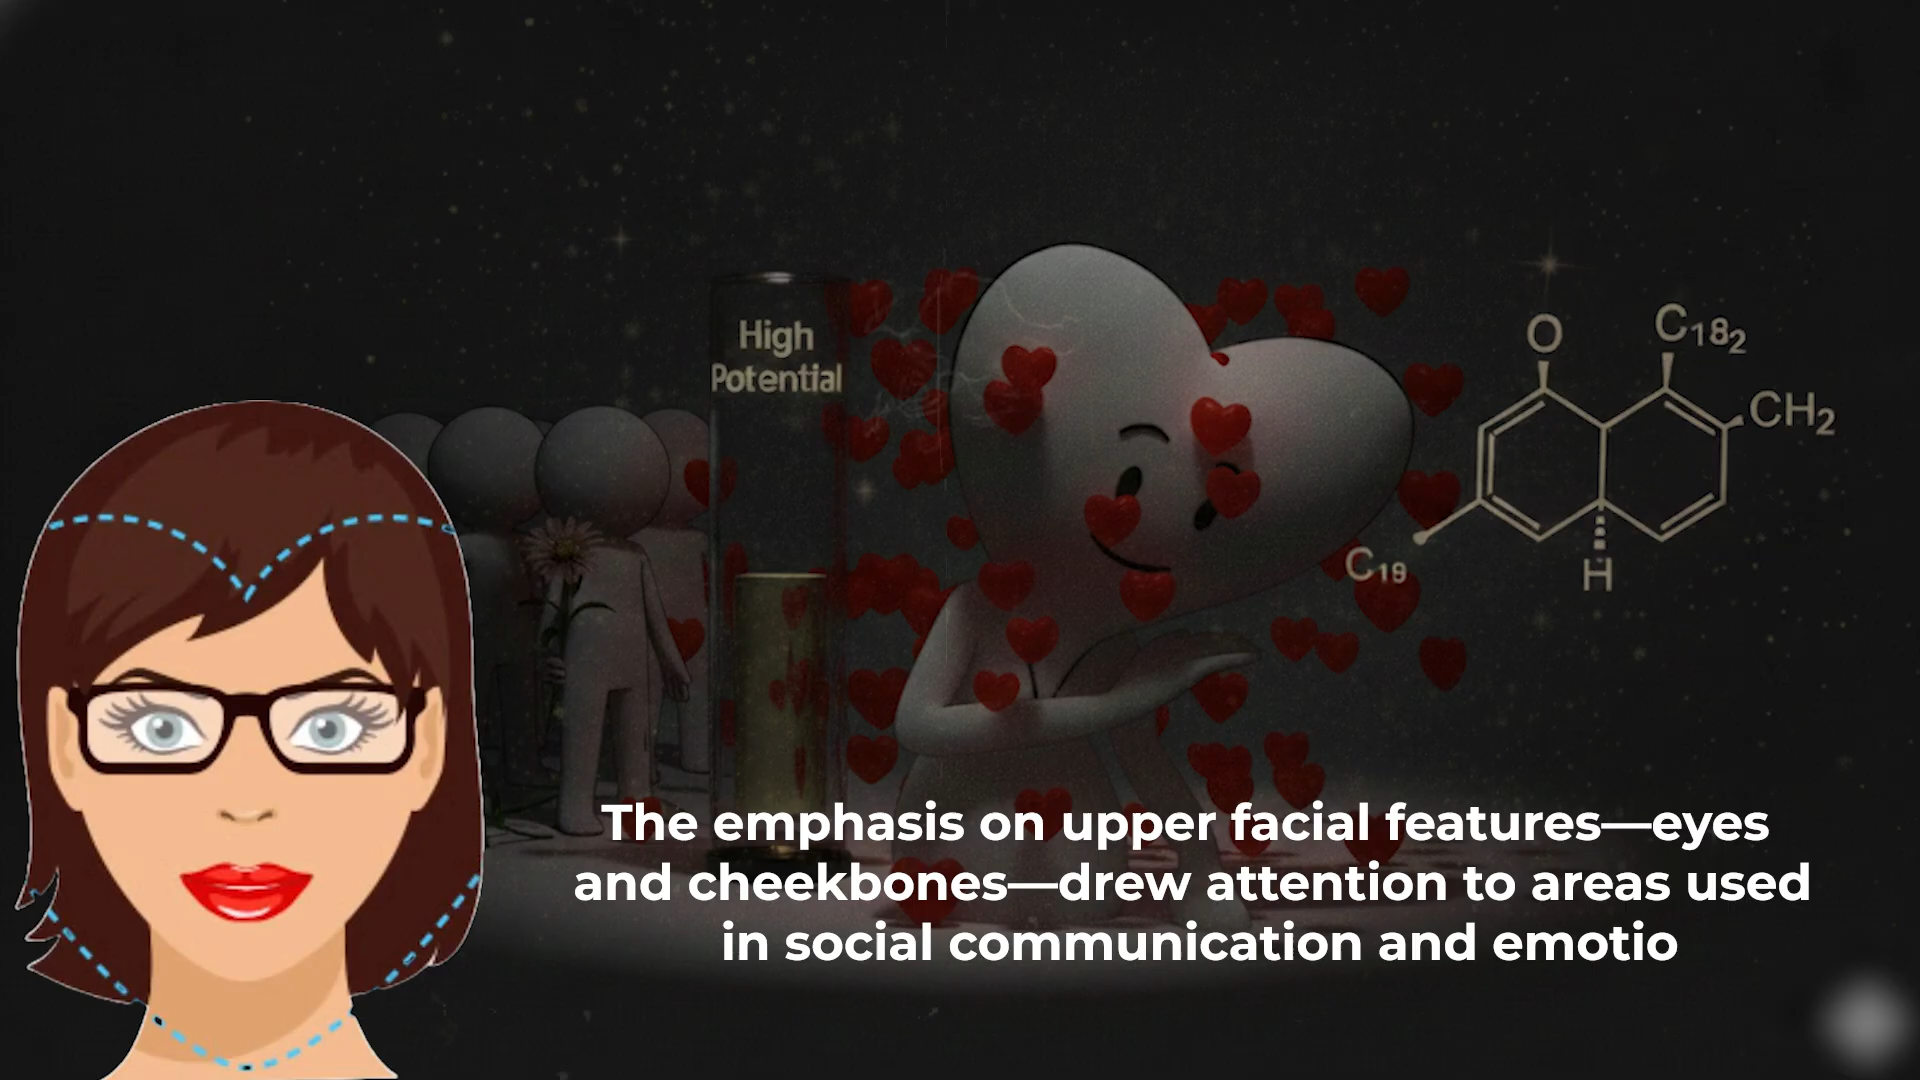 High
Potential
O
C₁₈₂
CH₂
C₁₉
H
The emphasis on upper facial features—eyes
and cheekbones—drew attention to areas used
in social communication and emotio